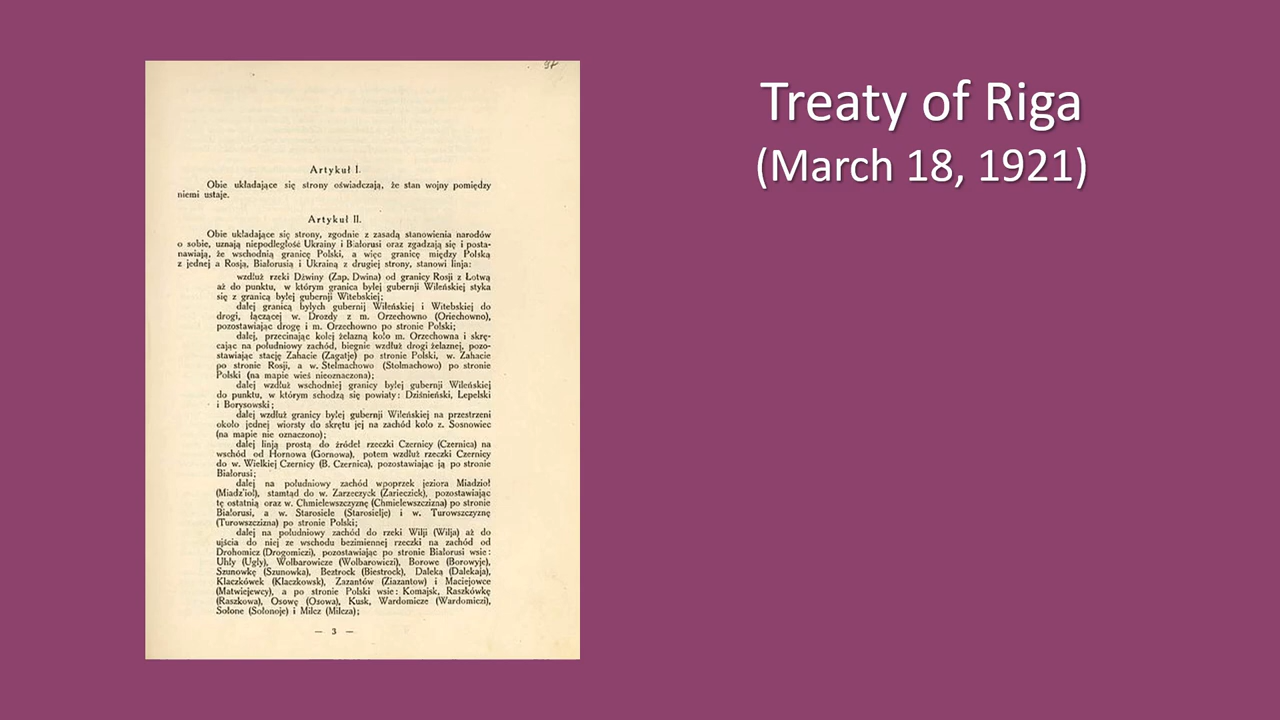 Treaty of Riga
(March 18, 1921)
Artykuł I.
Obie układające się strony oświadczają, że stan wojny pomiędzy
niemi ustaje.
Artykuł II.
Obie układające się strony, zgodnie z zasadą stanowienia narodów
o sobie, uznają niepodległość Ukrainy i Białorusi oraz zgadzają się i posta-
nawiają, że wschodnią granicę Polski, a więc granicę między Polską
z jednej a Rosją, Białorusią i Ukrainą z drugiej strony, stanowi linja:
wzdłuż rzeki Dźwiny (Zap. Dwina) od granicy Rosji z Łotwą
aż do punktu, w którym granica byłej gubernji Wileńskiej styka
się z granicą byłej gubernji Witebskiej;
dalej granicą byłych gubernij Wileńskiej i Witebskiej do
drogi, łączącej w. Drozdy z m. Orzechowno (Oriechowno),
pozostawiając drogę i m. Orzechowno po stronie Polski;
dalej, przecinając kolej żelazną koło m. Orzechowna i skrę-
cając na południowy zachód, biegnie wzdłuż drogi żelaznej, pozo-
stawiając stację Zahacie (Zagatje) po stronie Polski, w. Zahacie
po stronie Rosji, a w. Stelmachowo (Stolmachowo) po stronie
Polski (na mapie wieś nieoznaczona);
dalej wzdłuż wschodniej granicy byłej gubernji Wileńskiej
do punktu, w którym schodzą się powiaty: Dziśnieński, Lepelski
i Borysowski;
dalej wzdłuż granicy byłej gubernji Wileńskiej na przestrzeni
około jednej wiorsty do skrętu jej na zachód koło z. Sosnowiec
(na mapie nie oznaczono);
dalej linją prostą do źródeł rzeczki Czernicy (Czernica) na
wschód od Hornowa (Gornowa), potem wzdłuż rzeczki Czernicy
do w. Wielkiej Czernicy (B. Czernica), pozostawiając ją po stronie
Białorusi;
dalej na południowy zachód wpoprzek jeziora Miadzioł
(Miadz'ioł), stamtąd do w. Zarzeczyck (Zarieczick), pozostawiając
tę ostatnią oraz w. Chmielewszczyznę (Chmielewszczizna) po stronie
Białorusi, a w. Starosiele (Starosielje) i w. Turowszczyznę
(Turowszczizna) po stronie Polski;
dalej na południowy zachód do rzeki Wilji (Wilja) aż do
ujścia do niej ze wschodu bezimiennej rzeczki na zachód od
Drohomicz (Drogomiczi), pozostawiając po stronie Białorusi wsie:
Uhły (Ugły), Wolbarowicze (Wolbarowiczi), Borowe (Borowyje),
Szunowkę (Szunowka), Beztrock (Biestrock), Daleką (Dalekaja),
Klaczkówek (Klaczkowsk), Zazantów (Ziazantow) i Maciejowce
(Matwiejewcy), a po stronie Polski wsie: Komajsk, Raszkówkę
(Raszkowa), Osowę (Osowa), Kusk, Wardomicze (Wardomiczi),
Sołone (Sołonoje) i Milcz (Milcza);
— 3 —